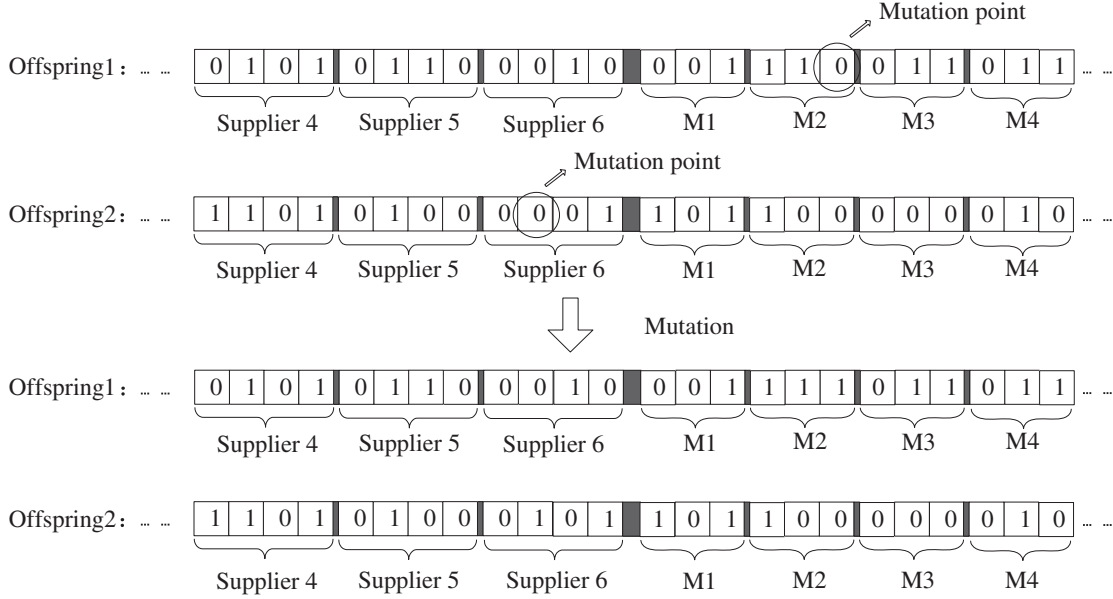 Mutation point
Offspring1: … … 0 1 0 1 0 1 1 0 0 0 1 0 0 0 1 1 1 0 0 1 1 0 1 1 … …
Supplier 4 Supplier 5 Supplier 6 M1 M2 M3 M4
Mutation point
Offspring2: … … 1 1 0 1 0 1 0 0 0 0 0 1 1 0 1 1 0 0 0 0 0 0 1 0 … …
Supplier 4 Supplier 5 Supplier 6 M1 M2 M3 M4
Mutation
Offspring1: … … 0 1 0 1 0 1 1 0 0 0 1 0 0 0 1 1 1 1 0 1 1 0 1 1 … …
Supplier 4 Supplier 5 Supplier 6 M1 M2 M3 M4
Offspring2: … … 1 1 0 1 0 1 0 0 0 1 0 1 1 0 1 1 0 0 0 0 0 0 1 0 … …
Supplier 4 Supplier 5 Supplier 6 M1 M2 M3 M4